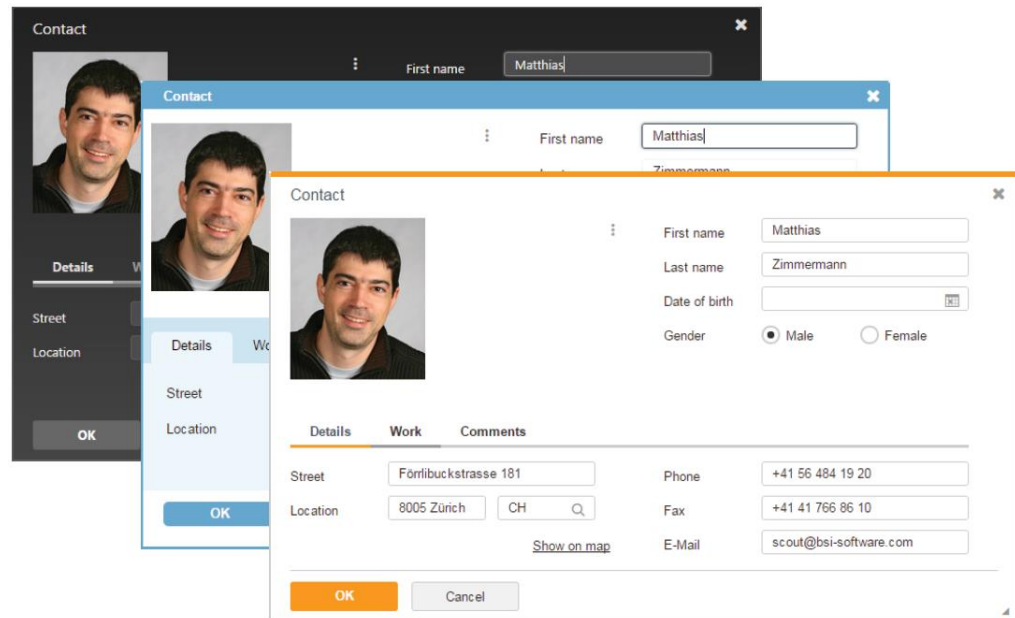 Contact
First name Matthias
Details
Street
Location
OK
Contact
First name Matthias
Zimmermann
Details
Street
Location
OK
Contact
First name Matthias
Last name Zimmermann
Date of birth
Gender Male Female
Details Work Comments
Street Förrlibuckstrasse 181 Phone +41 56 484 19 20
Location 8005 Zürich CH Fax +41 41 766 86 10
Show on map E-Mail scout@bsi-software.com
OK Cancel